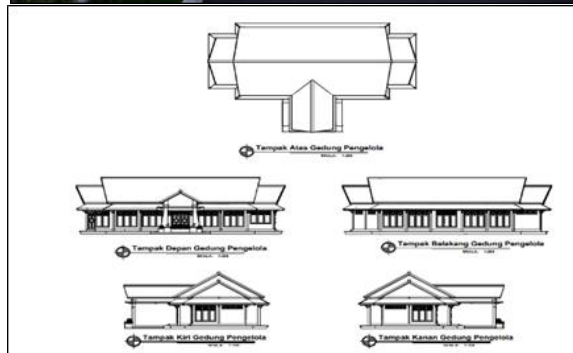 Tampak Atas Gedung Pengelola
Tampak Depan Gedung Pengelola
Tampak Belakang Gedung Pengelola
Tampak Kiri Gedung Pengelola
Tampak Kanan Gedung Pengelola